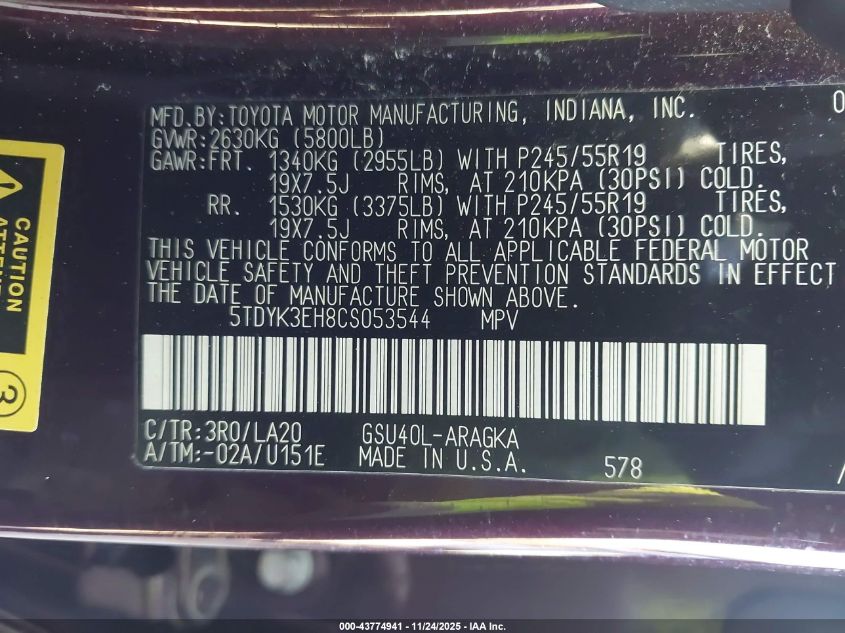 MFD.BY:TOYOTA MOTOR MANUFACTURING, INDIANA, INC. 0
GVWR:2630KG (5800LB)
GAWR:FRT. 1340KG (2955LB) WITH P245/55R19 TIRES,
19X7.5J RIMS, AT 210KPA (30PSI) COLD.
RR. 1530KG (3375LB) WITH P245/55R19 TIRES,
19X7.5J RIMS, AT 210KPA (30PSI) COLD.
THIS VEHICLE CONFORMS TO ALL APPLICABLE FEDERAL MOTOR
VEHICLE SAFETY AND THEFT PREVENTION STANDARDS IN EFFECT
THE DATE OF MANUFACTURE SHOWN ABOVE.
5TDYK3EH8CS053544 MPV
C/TR:3R0/LA20 GSU40L-ARAGKA
A/TM:-02A/U151E MADE IN U.S.A. 578
CAUTION
3
000-43774941 - 11/24/2025 - IAA Inc.